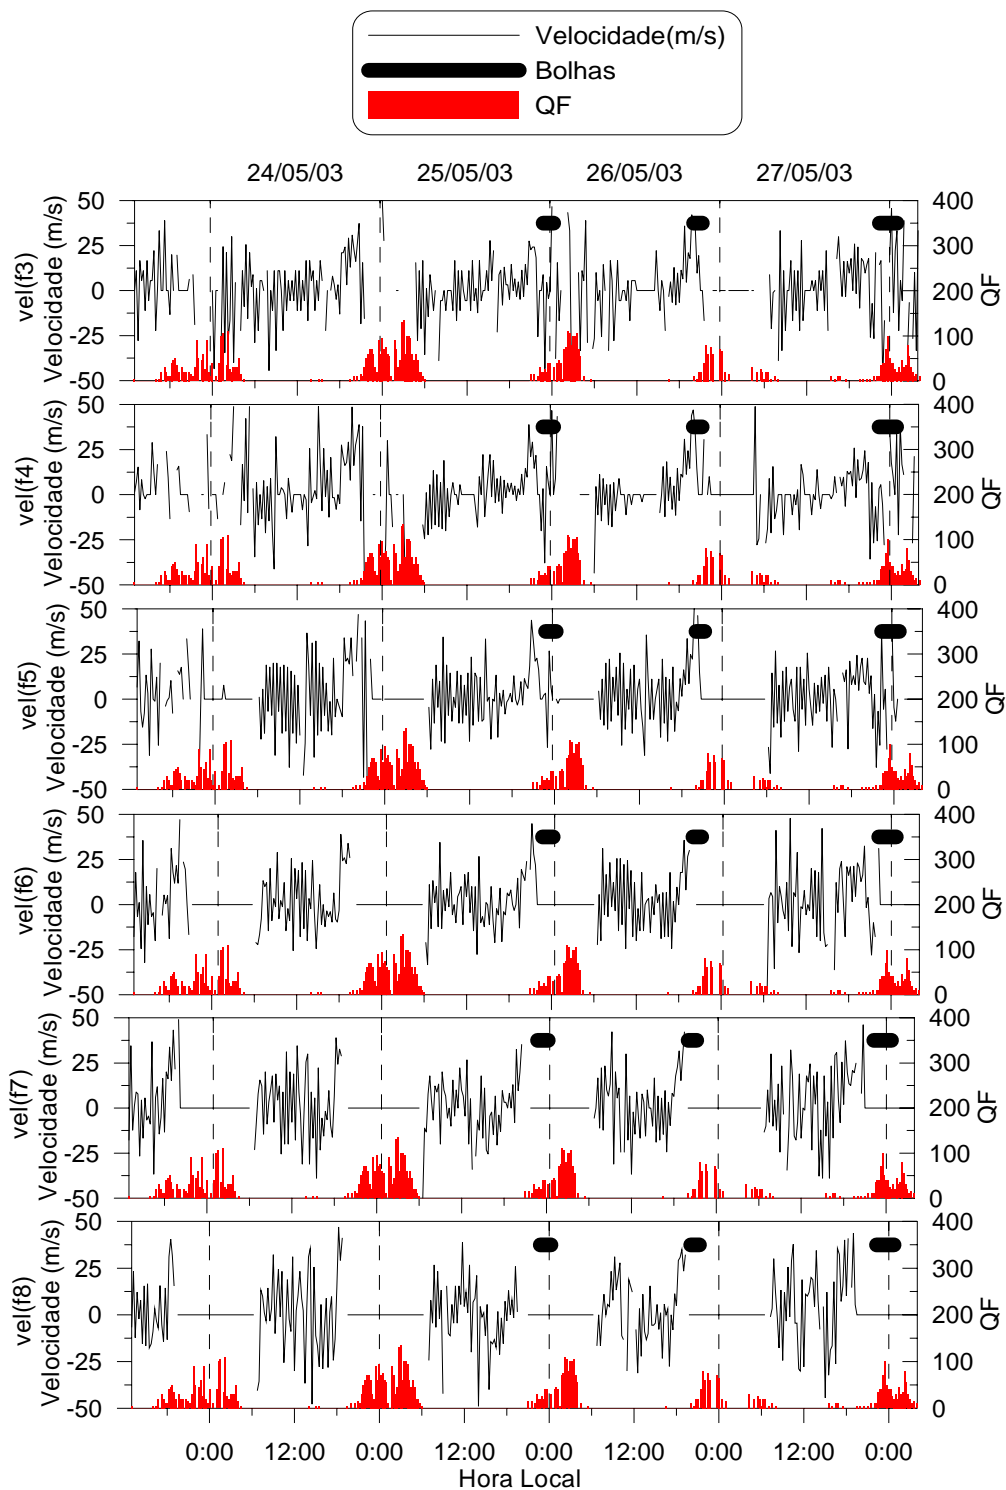 Velocidade(m/s)
Bolhas
QF
24/05/03 25/05/03 26/05/03 27/05/03
vel(f3)
Velocidade (m/s)
50
25
0
-25
-50
400
300
200
100
0
QF
vel(f4)
Velocidade (m/s)
50
25
0
-25
-50
400
300
200
100
0
QF
vel(f5)
Velocidade (m/s)
50
25
0
-25
-50
400
300
200
100
0
QF
vel(f6)
Velocidade (m/s)
50
25
0
-25
-50
400
300
200
100
0
QF
vel(f7)
Velocidade (m/s)
50
25
0
-25
-50
400
300
200
100
0
QF
vel(f8)
Velocidade (m/s)
50
25
0
-25
-50
400
300
200
100
0
QF
0:00 12:00 0:00 12:00 0:00 12:00 0:00 12:00 0:00
Hora Local